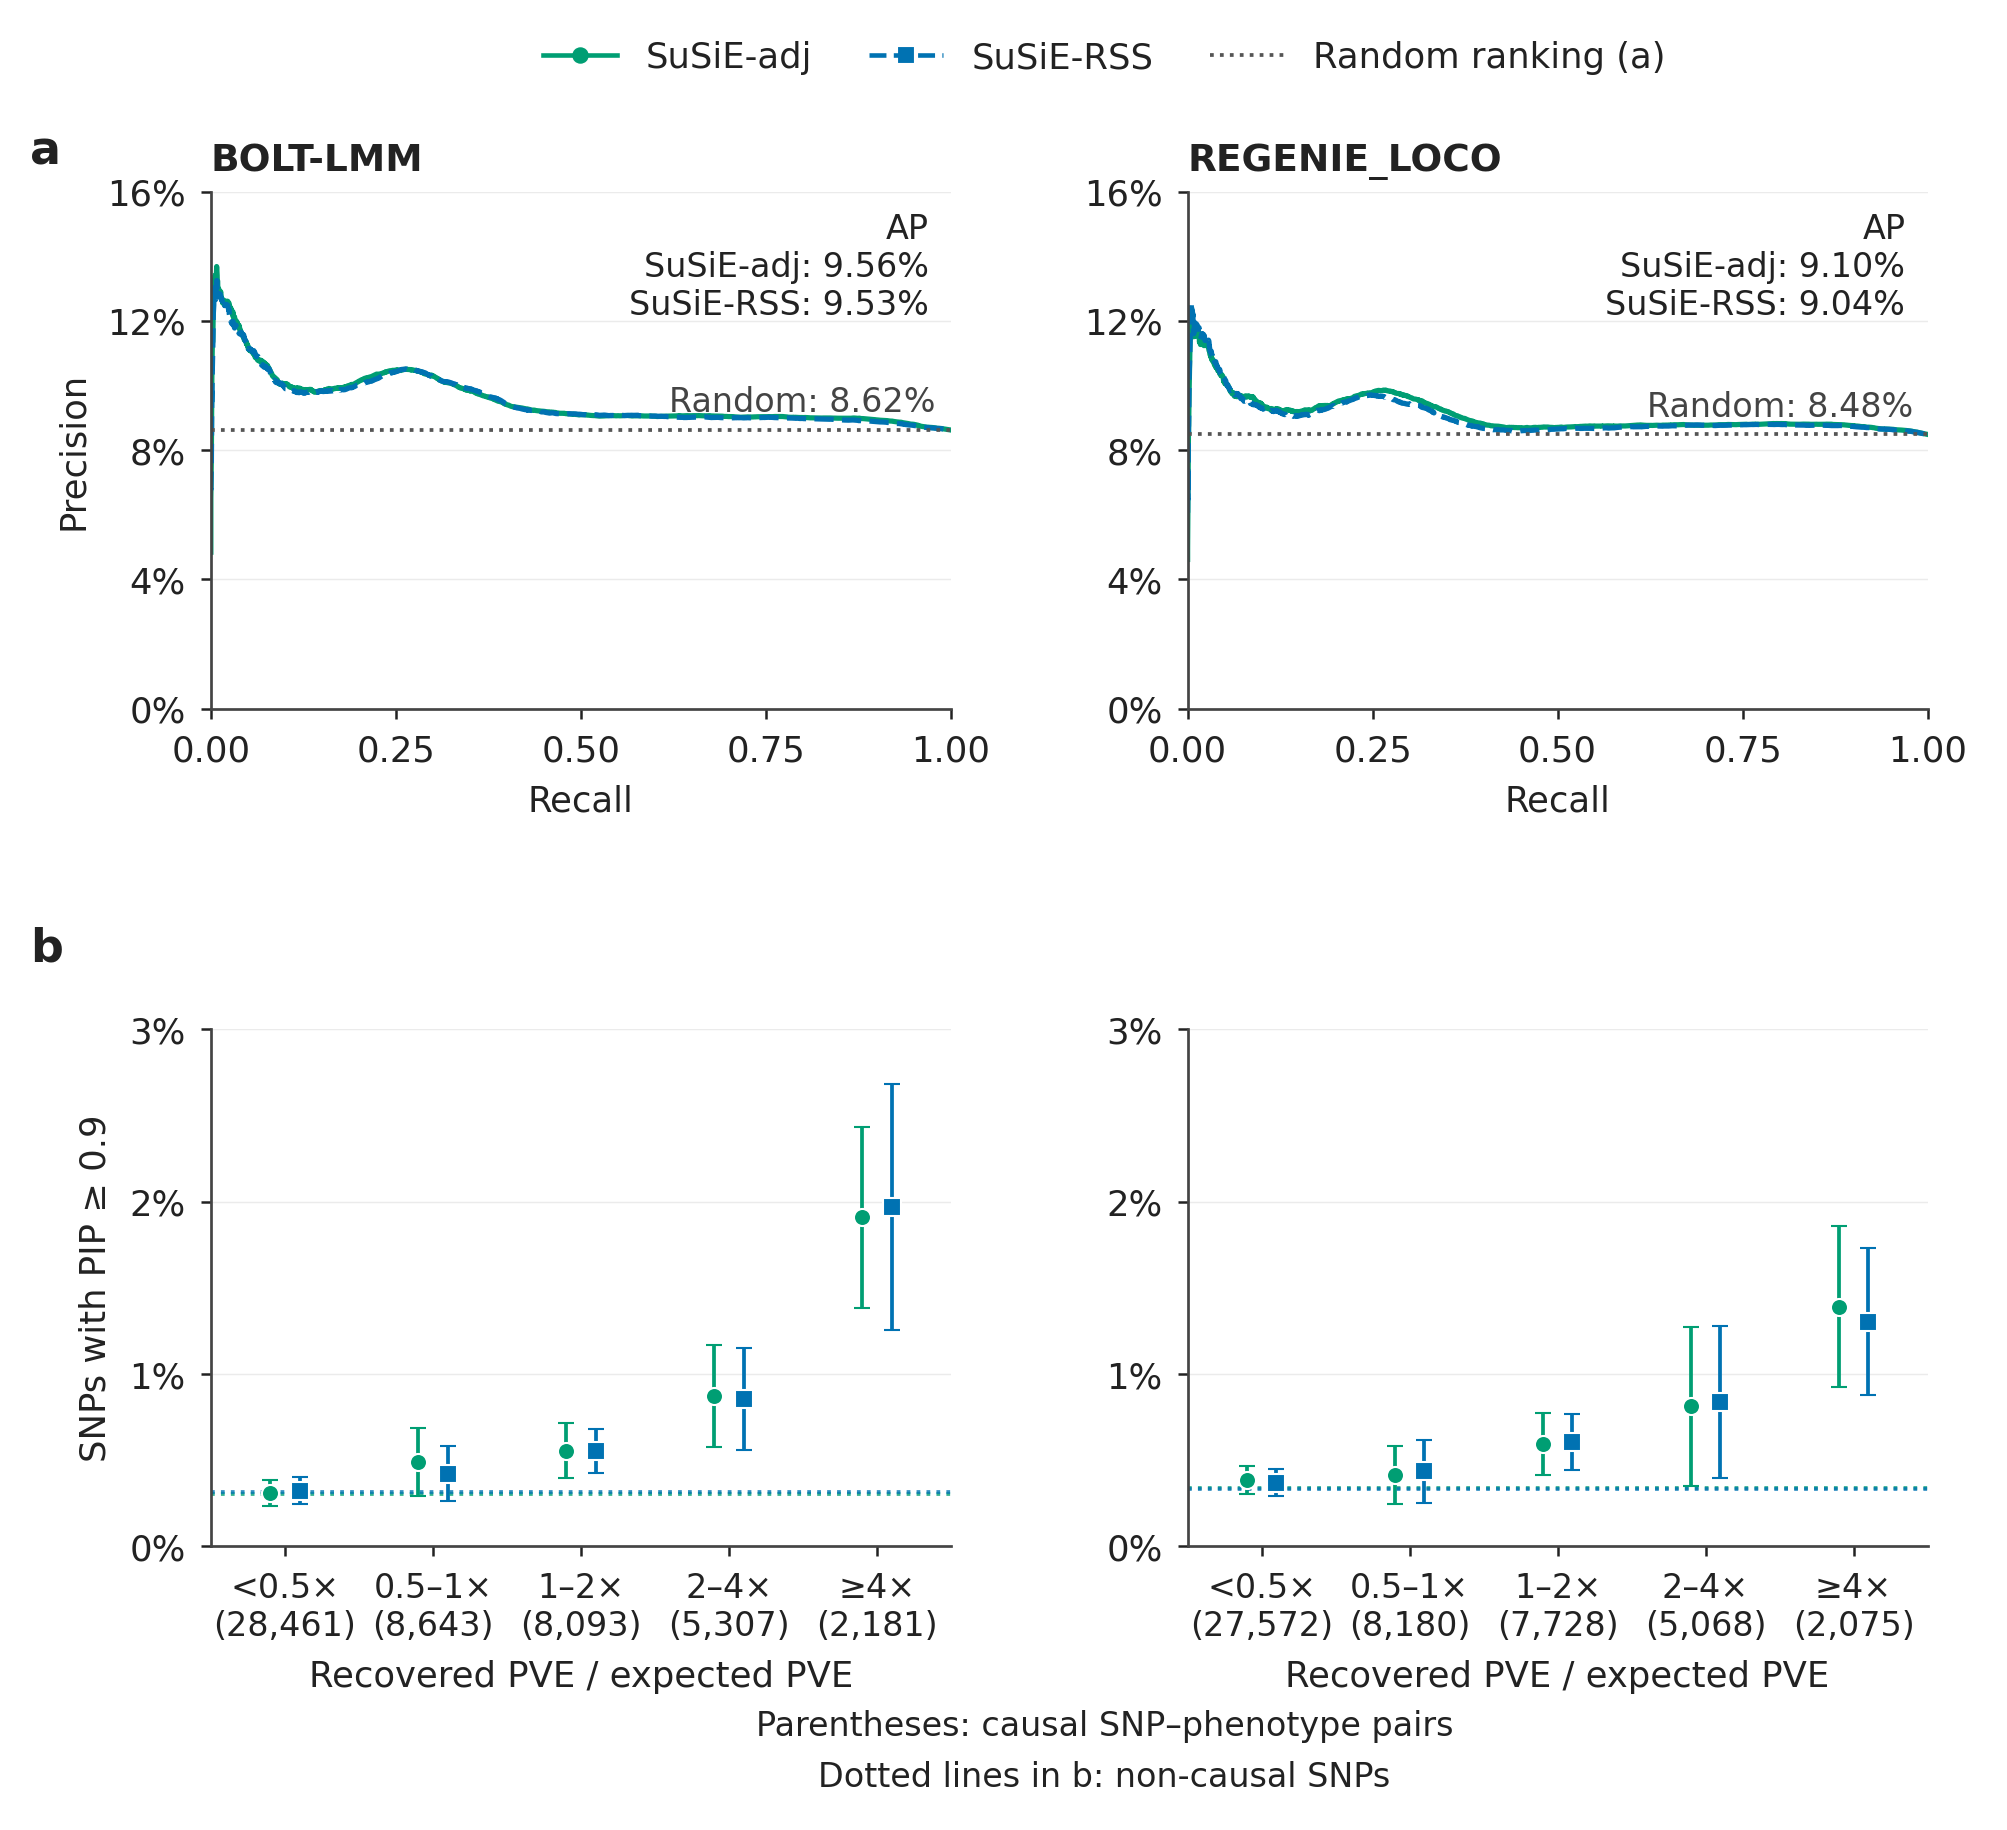 SuSiE-adj SuSiE-RSS Random ranking (a)
a
BOLT-LMM
16%
12%
8%
4%
0%
Precision
AP
SuSiE-adj: 9.56%
SuSiE-RSS: 9.53%
Random: 8.62%
0.00 0.25 0.50 0.75 1.00
Recall
REGENIE_LOCO
16%
12%
8%
4%
0%
AP
SuSiE-adj: 9.10%
SuSiE-RSS: 9.04%
Random: 8.48%
0.00 0.25 0.50 0.75 1.00
Recall
b
3%
2%
1%
0%
SNPs with PIP ≥ 0.9
<0.5× 0.5–1× 1–2× 2–4× ≥4×
(28,461) (8,643) (8,093) (5,307) (2,181)
Recovered PVE / expected PVE
3%
2%
1%
0%
<0.5× 0.5–1× 1–2× 2–4× ≥4×
(27,572) (8,180) (7,728) (5,068) (2,075)
Recovered PVE / expected PVE
Parentheses: causal SNP–phenotype pairs
Dotted lines in b: non-causal SNPs